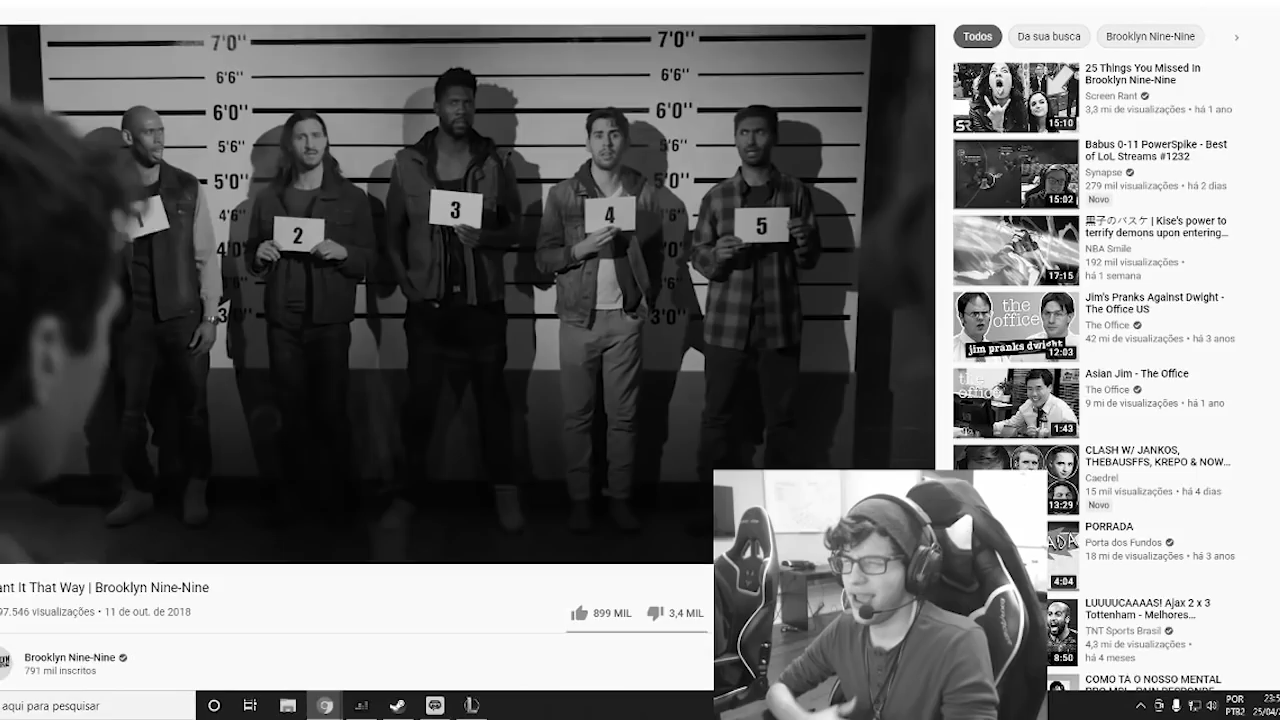 7'0"
7'0"
6'6"
6'6"
6'0"
6'0"
5'6"
5'6"
5'0"
5'0"
4'6"
2
3
4
5
3'0"
ant It That Way | Brooklyn Nine-Nine
97.546 visualizações • 11 de out. de 2018
899 MIL
3,4 MIL
Brooklyn Nine-Nine
791 mil inscritos
Todos
Da sua busca
Brooklyn Nine-Nine
25 Things You Missed In
Brooklyn Nine-Nine
Screen Rant
3,3 mi de visualizações • há 1 ano
15:10
Babus 0-11 PowerSpike - Best
of LoL Streams #1232
Synapse
279 mil visualizações • há 2 dias
Novo
15:02
黒子のバスケ | Kise's power to
terrify demons upon entering...
NBA Smile
192 mil visualizações •
há 1 semana
17:15
Jim's Pranks Against Dwight -
The Office US
The Office
42 mi de visualizações • há 3 anos
the
office
jim pranks dwight
12:03
Asian Jim - The Office
The Office
9 mi de visualizações • há 1 ano
the
office
1:43
CLASH W/ JANKOS,
THEBAUSFFS, KREPO & NOW...
Caedrel
15 mil visualizações • há 4 dias
Novo
13:29
PORRADA
Porta dos Fundos
18 mi de visualizações • há 3 anos
4:04
LUUUUCAAAAS! Ajax 2 x 3
Tottenham - Melhores...
TNT Sports Brasil
4,3 mi de visualizações •
há 4 meses
8:50
COMO TA O NOSSO MENTAL
aqui para pesquisar
POR
PTB2
23:5
25/04/